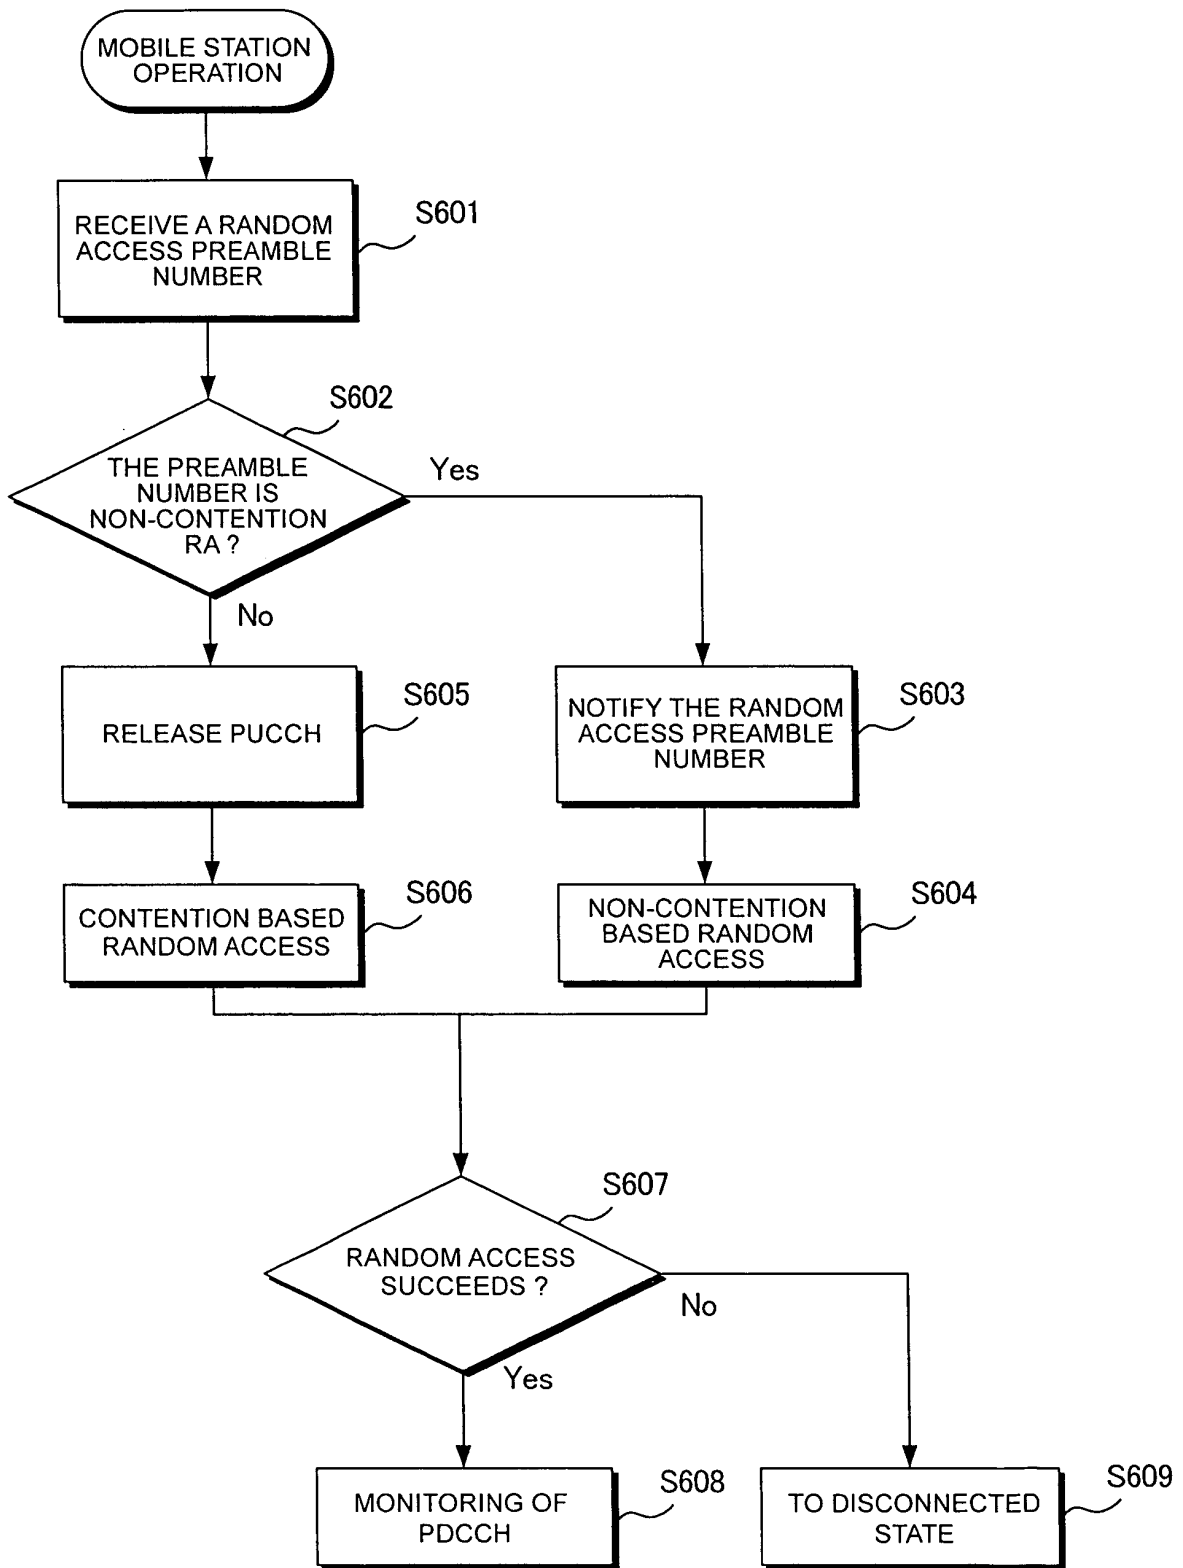 MOBILE STATION
OPERATION
RECEIVE A RANDOM
ACCESS PREAMBLE
NUMBER
S601
S602
THE PREAMBLE
NUMBER IS
NON-CONTENTION
RA ?
Yes
No
RELEASE PUCCH
S605
NOTIFY THE RANDOM
ACCESS PREAMBLE
NUMBER
S603
CONTENTION BASED
RANDOM ACCESS
S606
NON-CONTENTION
BASED RANDOM
ACCESS
S604
S607
RANDOM ACCESS
SUCCEEDS ?
No
Yes
MONITORING OF
PDCCH
S608
TO DISCONNECTED
STATE
S609